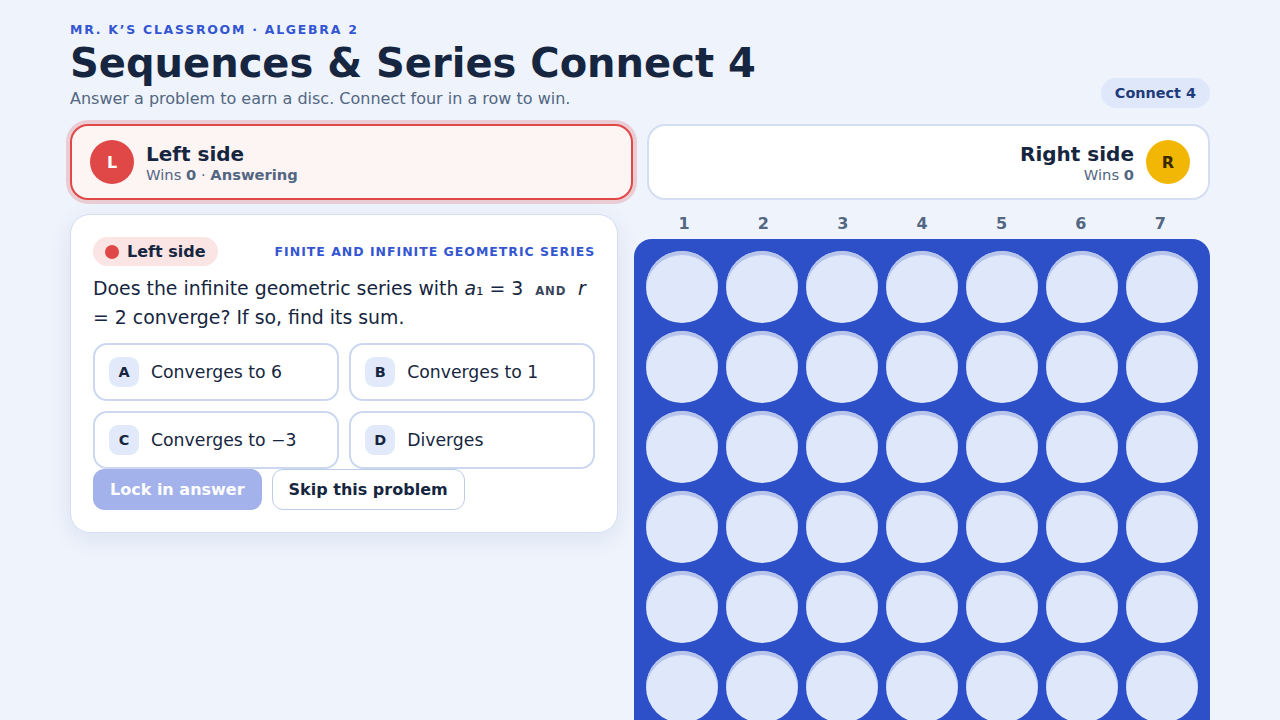 MR. K’S CLASSROOM · ALGEBRA 2
Sequences & Series Connect 4
Answer a problem to earn a disc. Connect four in a row to win.
Connect 4
L
Left side
Wins 0 · Answering
Right side
Wins 0
R
Left side
FINITE AND INFINITE GEOMETRIC SERIES
Does the infinite geometric series with a₁ = 3 AND r
= 2 converge? If so, find its sum.
A Converges to 6
B Converges to 1
C Converges to −3
D Diverges
Lock in answer
Skip this problem
1 2 3 4 5 6 7